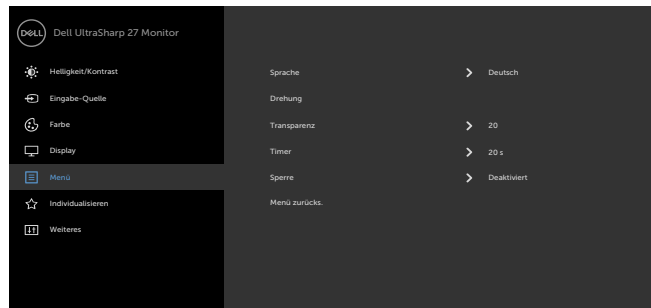 DELL Dell UltraSharp 27 Monitor
Helligkeit/Kontrast
Eingabe-Quelle
Farbe
Display
Menü
Individualisieren
Weiteres
Sprache Deutsch
Drehung
Transparenz 20
Timer 20 s
Sperre Deaktiviert
Menü zurücks.